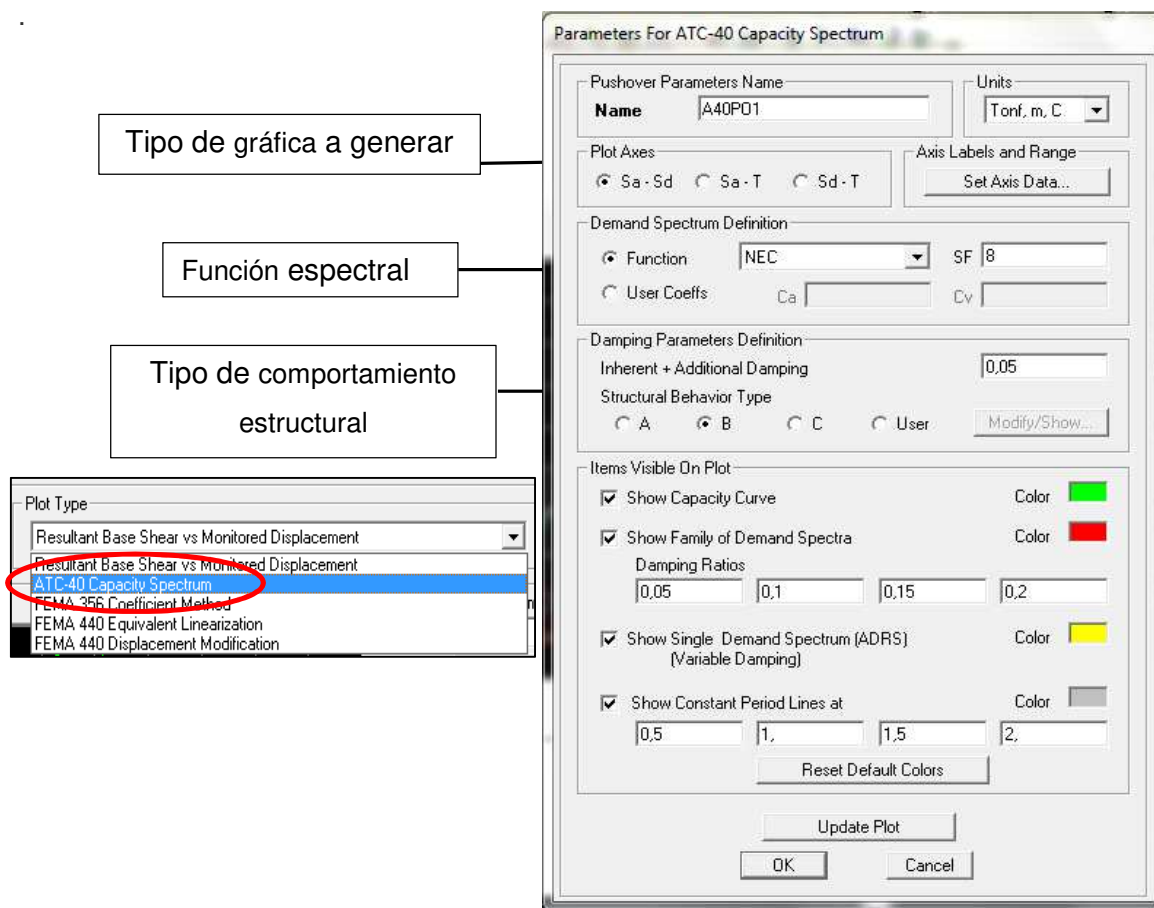 .
Tipo de gráfica a generar
Función espectral
Tipo de comportamiento
estructural
Plot Type
Resultant Base Shear vs Monitored Displacement
Resultant Base Shear vs Monitored Displacement
ATC-40 Capacity Spectrum
FEMA 356 Coefficient Method
FEMA 440 Equivalent Linearization
FEMA 440 Displacement Modification
Parameters For ATC-40 Capacity Spectrum
Pushover Parameters Name
Name A40PO1
Units
Tonf, m, C
Plot Axes
Sa - Sd Sa - T Sd - T
Axis Labels and Range
Set Axis Data...
Demand Spectrum Definition
Function NEC SF 8
User Coeffs Ca Cv
Damping Parameters Definition
Inherent + Additional Damping 0,05
Structural Behavior Type
A B C User Modify/Show...
Items Visible On Plot
Show Capacity Curve Color
Show Family of Demand Spectra Color
Damping Ratios
0,05 0,1 0,15 0,2
Show Single Demand Spectrum (ADRS) Color
(Variable Damping)
Show Constant Period Lines at Color
0,5 1, 1,5 2,
Reset Default Colors
Update Plot
OK Cancel